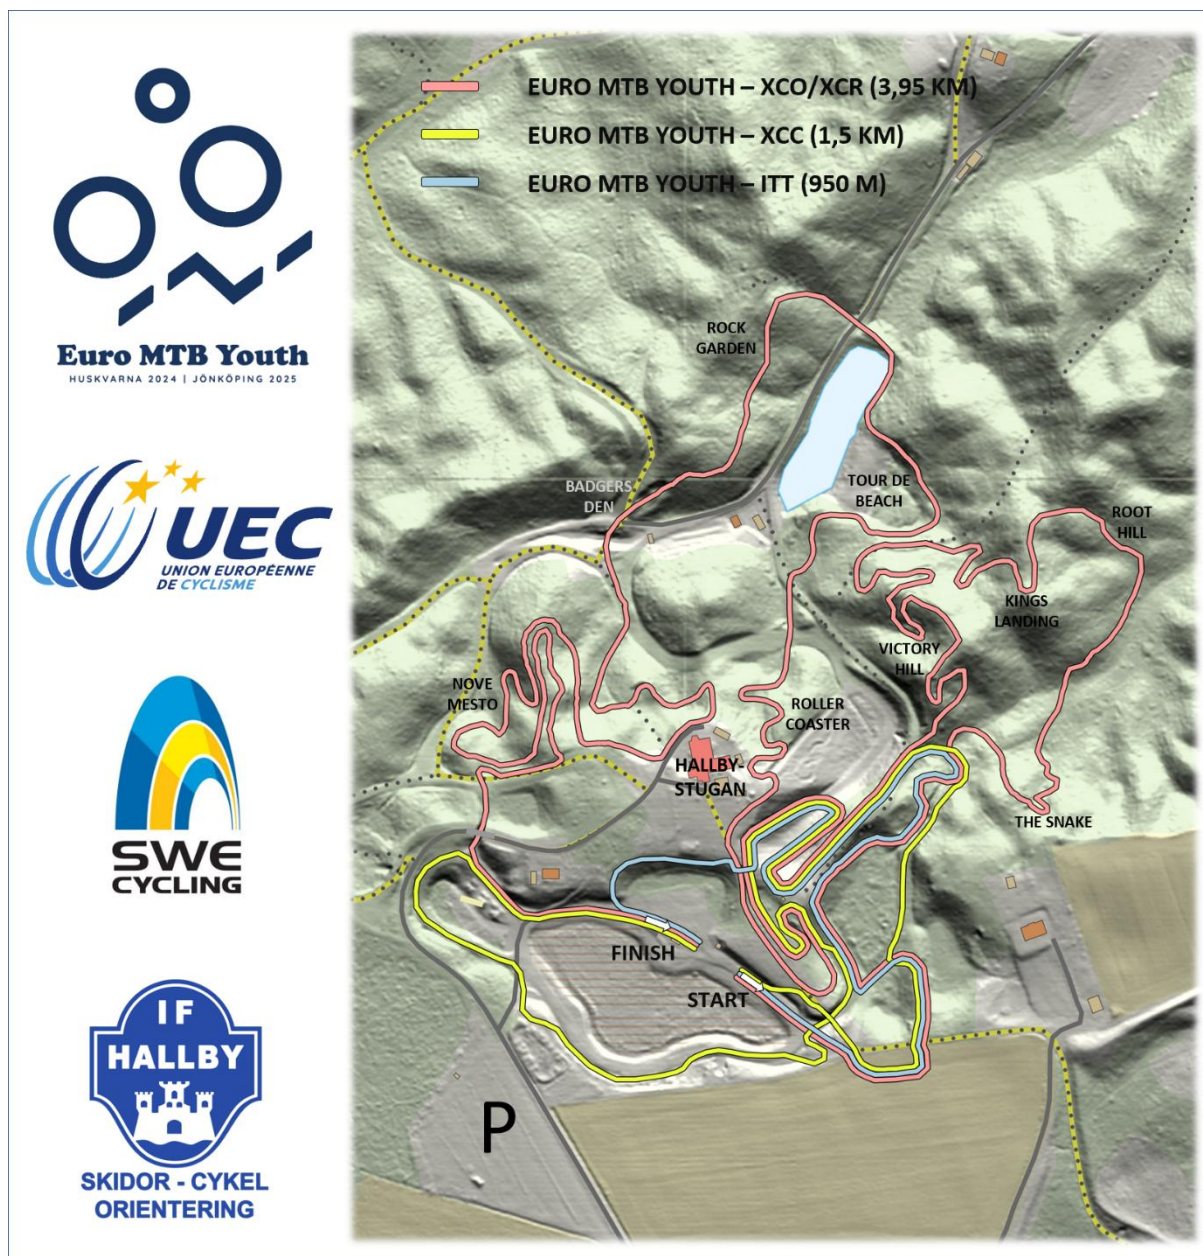 Euro MTB Youth
HUSKVARNA 2024 | JÖNKÖPING 2025
UEC
UNION EUROPÉENNE
DE CYCLISME
SWE
CYCLING
IF
HALLBY
SKIDOR - CYKEL
ORIENTERING
EURO MTB YOUTH – XCO/XCR (3,95 KM)
EURO MTB YOUTH – XCC (1,5 KM)
EURO MTB YOUTH – ITT (950 M)
ROCK
GARDEN
BADGERS
DEN
TOUR DE
BEACH
ROOT
HILL
KINGS
LANDING
VICTORY
HILL
NOVE
MESTO
ROLLER
COASTER
HALLBY-
STUGAN
THE SNAKE
FINISH
START
P